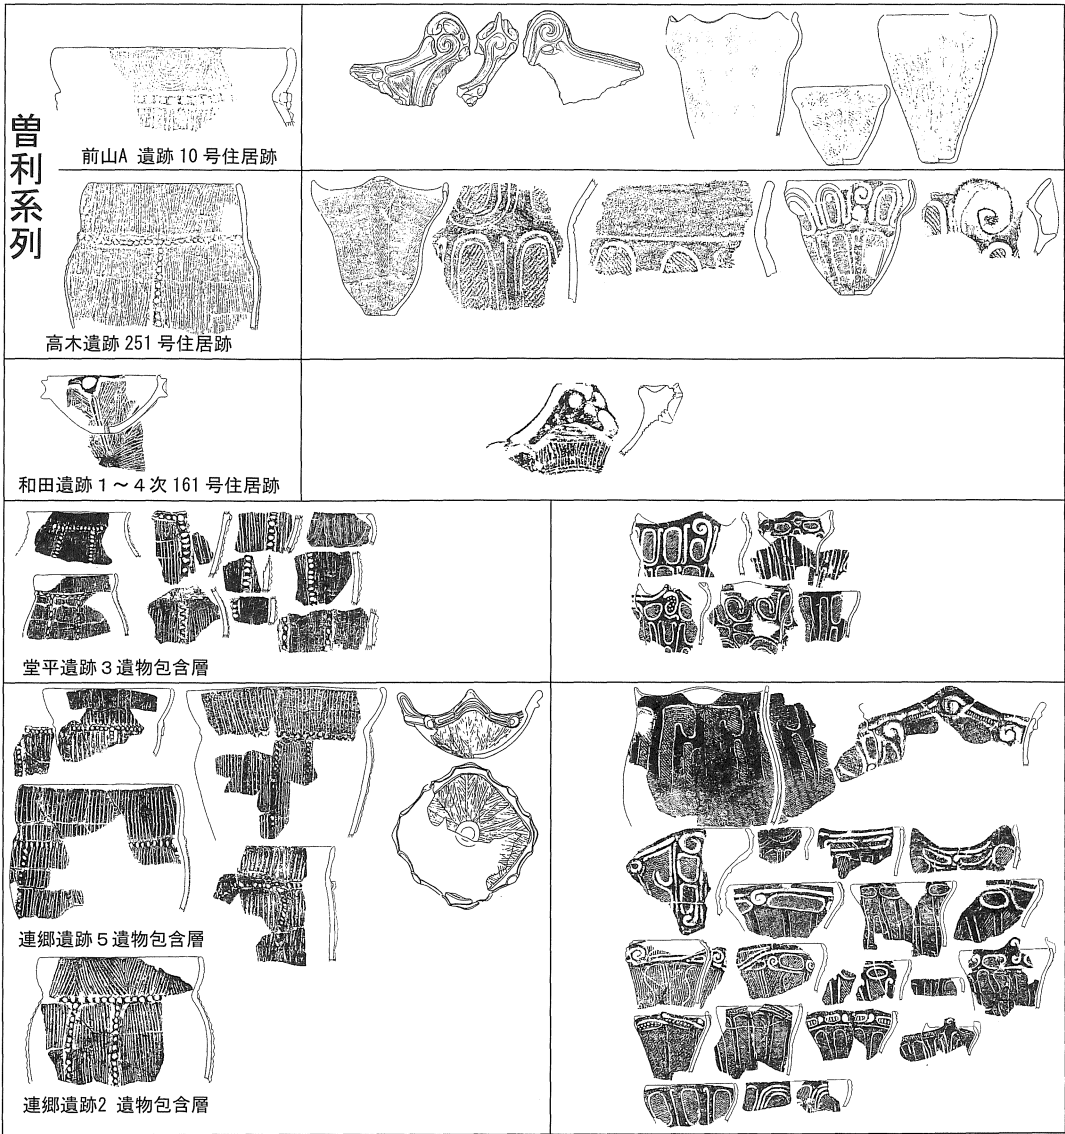 曽利系列
前山A 遺跡 10 号住居跡
高木遺跡 251 号住居跡
和田遺跡１～４次 161 号住居跡
堂平遺跡３遺物包含層
連郷遺跡５遺物包含層
連郷遺跡2 遺物包含層